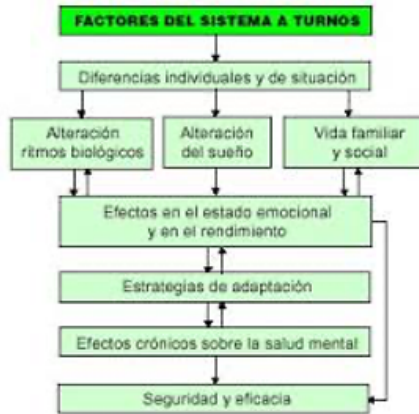 FACTORES DEL SISTEMA A TURNOS
Diferencias individuales y de situación
Alteración
ritmos biológicos
Alteración
del sueño
Vida familiar
y social
Efectos en el estado emocional
y en el rendimiento
Estrategias de adaptación
Efectos crónicos sobre la salud mental
Seguridad y eficacia